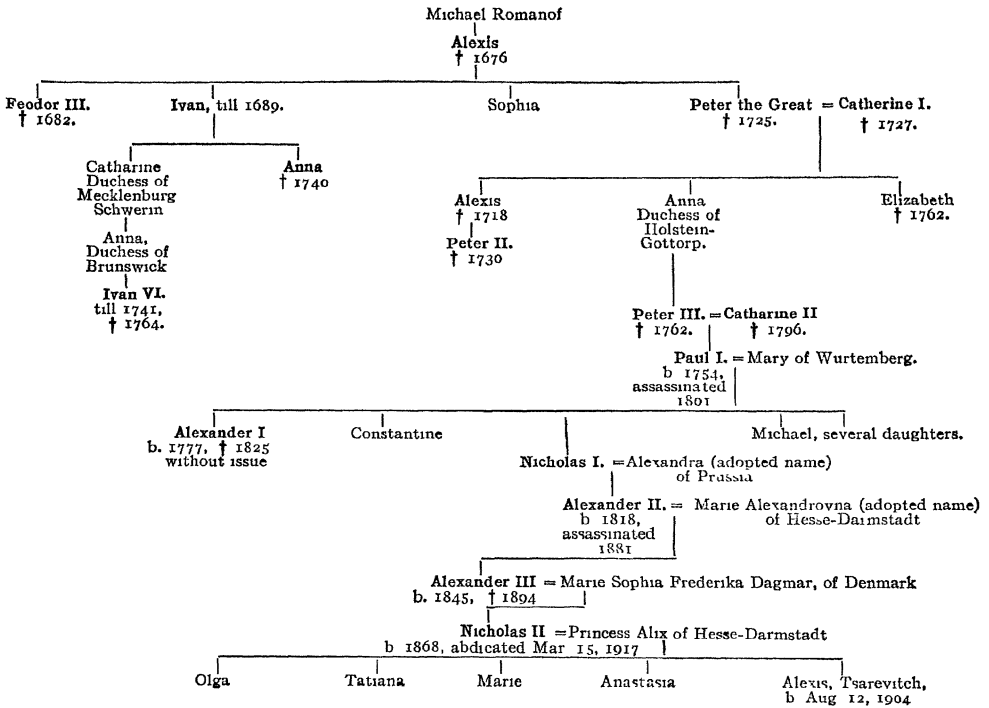 Michael Romanof
Alexis
† 1676
Feodor III.
† 1682.
Ivan, till 1689.
Sophia
Peter the Great = Catherine I.
† 1725. † 1727.
Catharine
Duchess of
Mecklenburg
Schwerin
Anna
† 1740
Anna,
Duchess of
Brunswick
Ivan VI.
till 1741,
† 1764.
Alexis
† 1718
Peter II.
† 1730
Anna
Duchess of
Holstein-
Gottorp.
Elizabeth
† 1762.
Peter III. = Catharine II
† 1762. † 1796.
Paul I. = Mary of Wurtemberg.
b 1754,
assassinated
1801
Alexander I
b. 1777, † 1825
without issue
Constantine
Michael, several daughters.
Nicholas I. = Alexandra (adopted name)
of Prussia
Alexander II. = Marie Alexandrovna (adopted name)
b 1818, of Hesse-Darmstadt
assassinated
1881
Alexander III = Marie Sophia Frederika Dagmar, of Denmark
b. 1845, † 1894
Nicholas II = Princess Alix of Hesse-Darmstadt
b 1868, abdicated Mar 15, 1917
Olga
Tatiana
Marie
Anastasia
Alexis, Tsarevitch,
b Aug 12, 1904